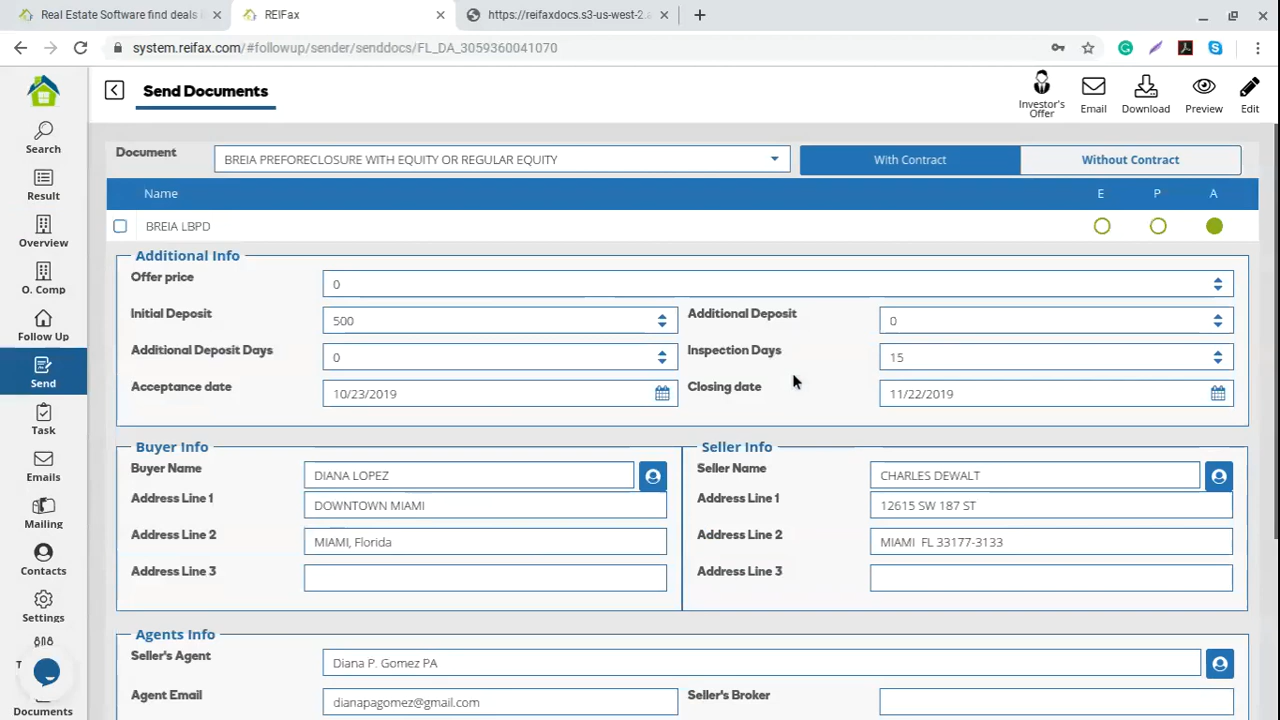 Real Estate Software find deals
REIFax
https://reifaxdocs.s3-us-west-2.
system.reifax.com/#followup/sender/senddocs/FL_DA_3059360041070
Send Documents
Investor's
Offer
Email
Download
Preview
Edit
Search
Result
Overview
O. Comp
Follow Up
Send
Task
Emails
Mailing
Contacts
Settings
T
Documents
Document
BREIA PREFORECLOSURE WITH EQUITY OR REGULAR EQUITY
With Contract
Without Contract
Name
E
P
A
BREIA LBPD
Additional Info
Offer price
0
Initial Deposit
500
Additional Deposit
0
Additional Deposit Days
0
Inspection Days
15
Acceptance date
10/23/2019
Closing date
11/22/2019
Buyer Info
Buyer Name
DIANA LOPEZ
Address Line 1
DOWNTOWN MIAMI
Address Line 2
MIAMI, Florida
Address Line 3
Seller Info
Seller Name
CHARLES DEWALT
Address Line 1
12615 SW 187 ST
Address Line 2
MIAMI FL 33177-3133
Address Line 3
Agents Info
Seller's Agent
Diana P. Gomez PA
Agent Email
dianapagomez@gmail.com
Seller's Broker